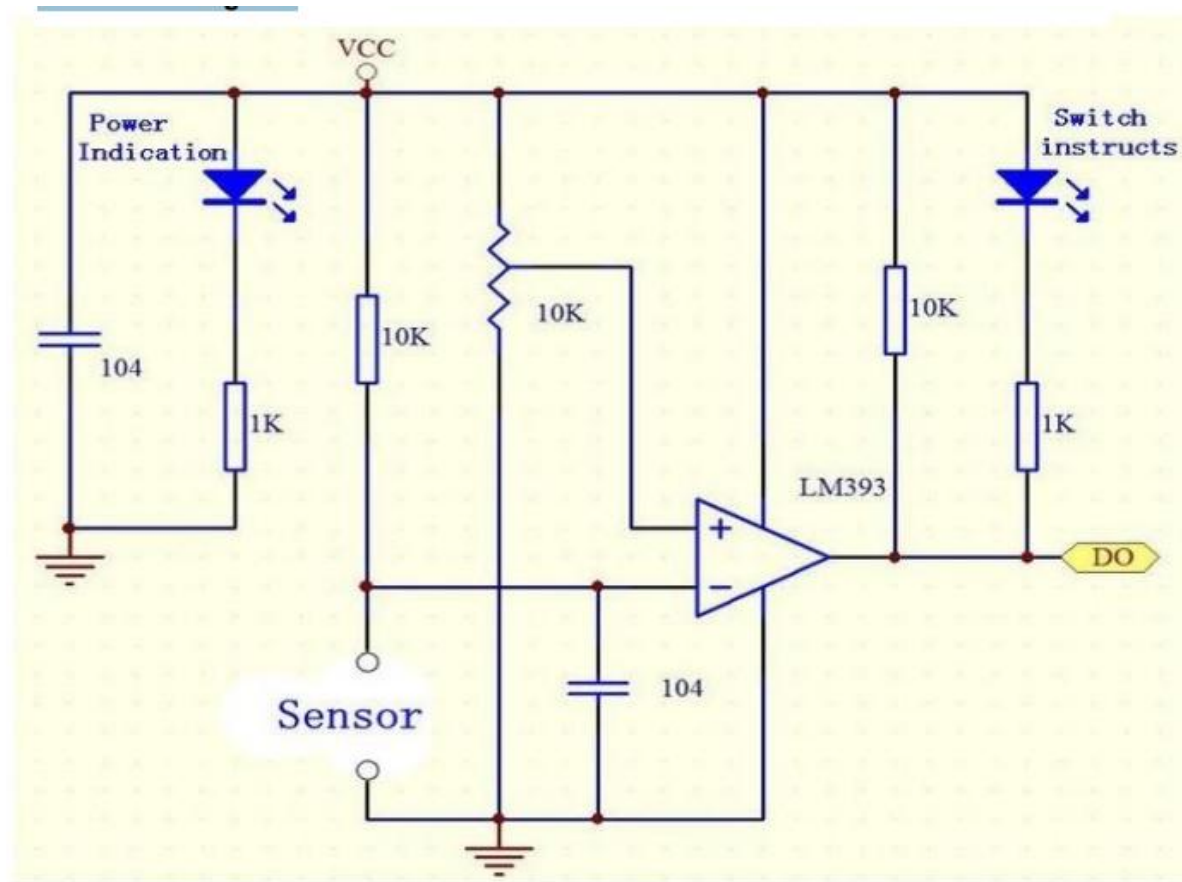 VCC
Power
Indication
Switch
instructs
10K
10K
10K
104
1K
1K
LM393
+
−
DO
104
Sensor